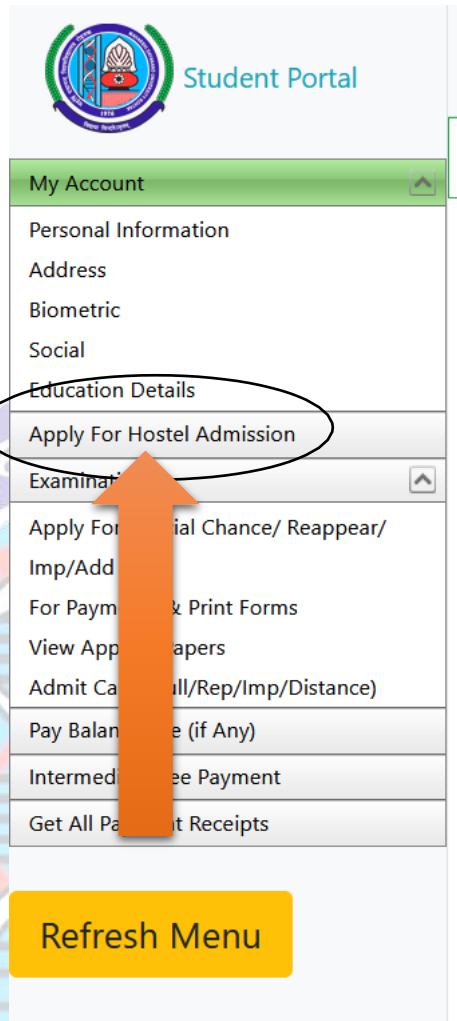 1976
Student Portal
My Account
Personal Information
Address
Biometric
Social
Education Details
Apply For Hostel Admission
Examinati
Apply For ial Chance/ Reappear/
Imp/Add
For Paym & Print Forms
View App apers
Admit Ca ull/Rep/Imp/Distance)
Pay Balan e (if Any)
Intermedi ee Payment
Get All Pa t Receipts
Refresh Menu